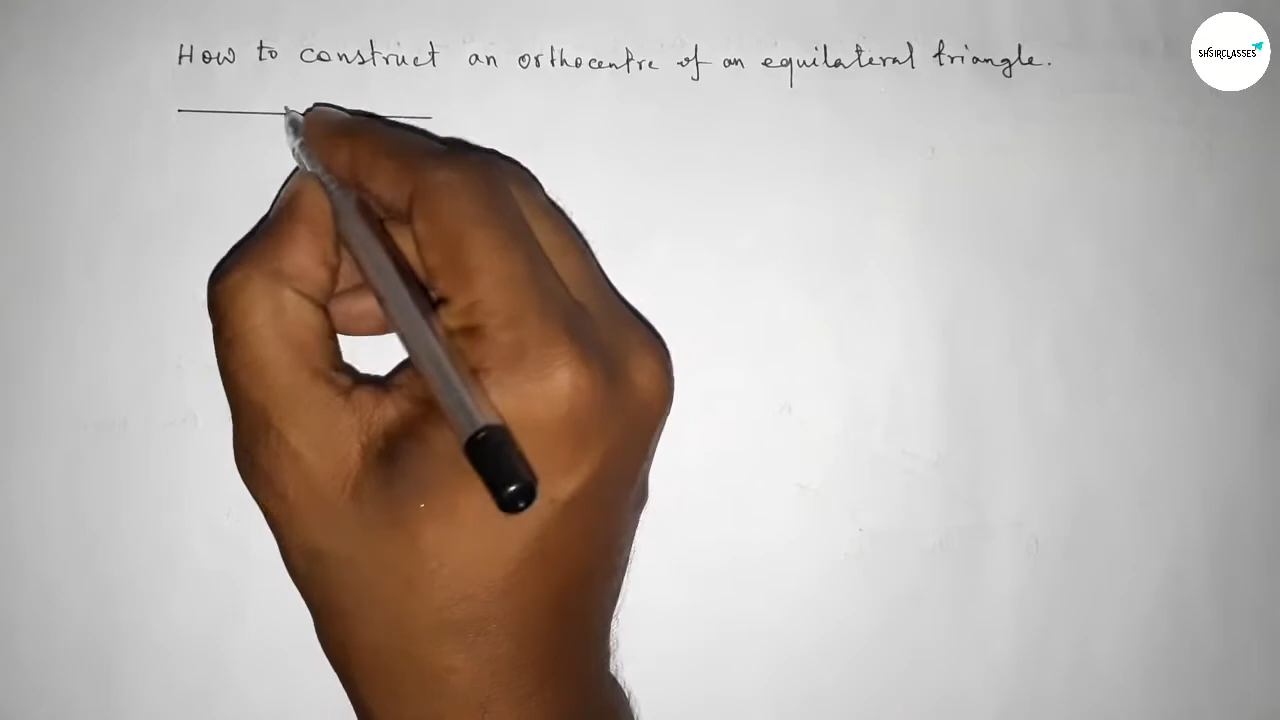 How to construct an orthocentre of an equilateral triangle.
SHSIRCLASSES